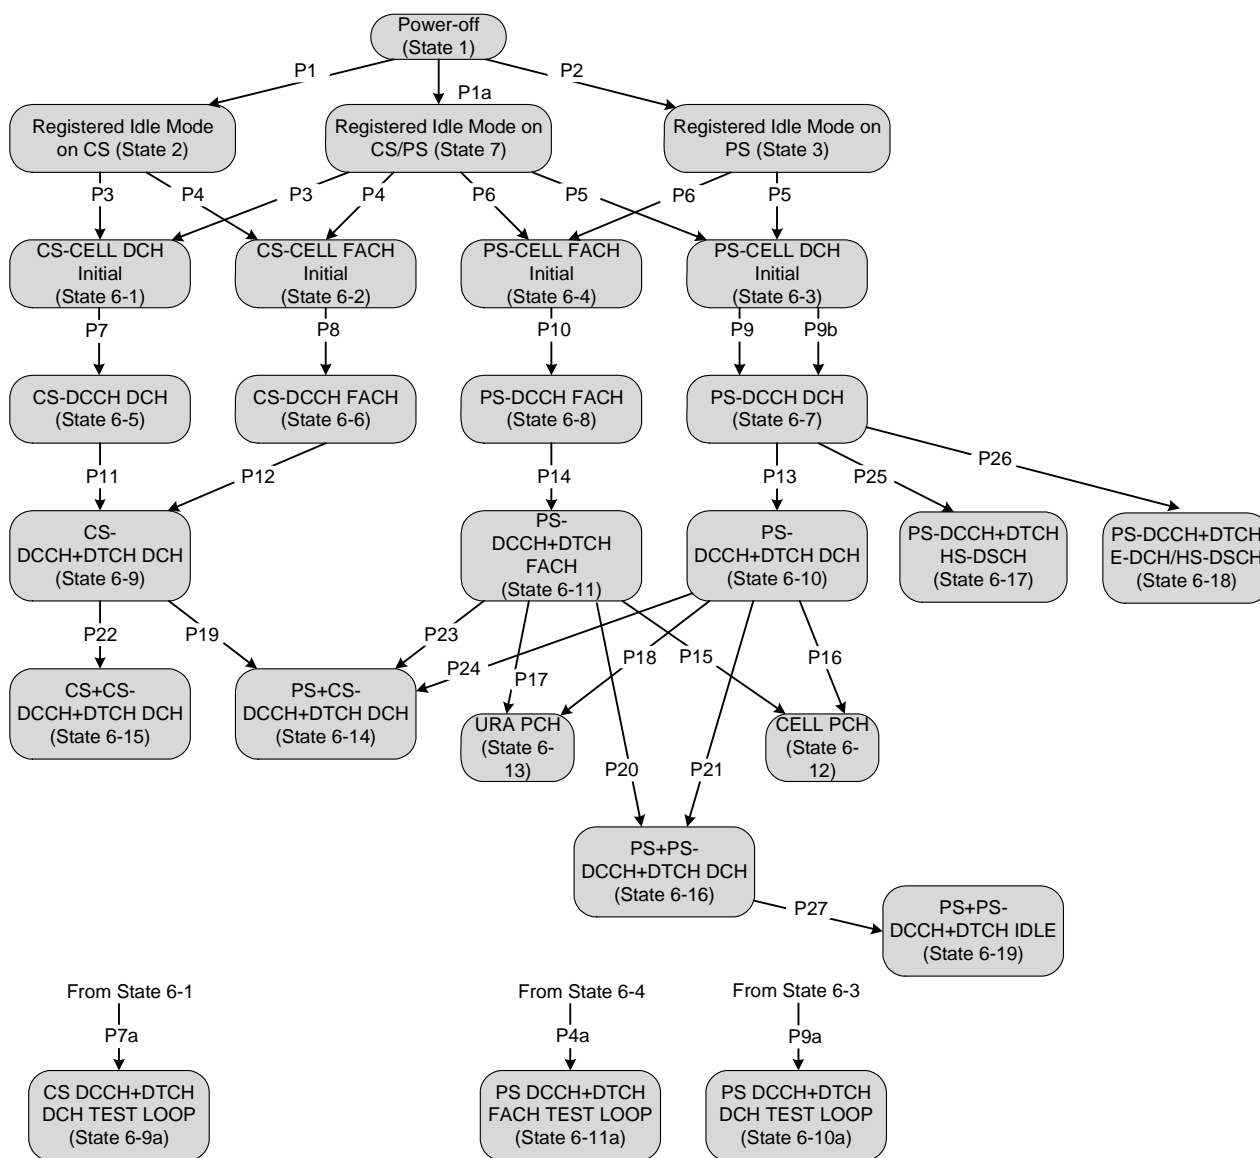 Power-off
(State 1)
P1
P1a
P2
Registered Idle Mode
on CS (State 2)
Registered Idle Mode on
CS/PS (State 7)
Registered Idle Mode on
PS (State 3)
P3
P4
P3
P4
P6
P5
P6
P5
CS-CELL DCH
Initial
(State 6-1)
CS-CELL FACH
Initial
(State 6-2)
PS-CELL FACH
Initial
(State 6-4)
PS-CELL DCH
Initial
(State 6-3)
P7
P8
P10
P9
P9b
CS-DCCH DCH
(State 6-5)
CS-DCCH FACH
(State 6-6)
PS-DCCH FACH
(State 6-8)
PS-DCCH DCH
(State 6-7)
P11
P12
P14
P13
P25
P26
CS-
DCCH+DTCH DCH
(State 6-9)
PS-
DCCH+DTCH
FACH
(State 6-11)
PS-
DCCH+DTCH DCH
(State 6-10)
PS-DCCH+DTCH
HS-DSCH
(State 6-17)
PS-DCCH+DTCH
E-DCH/HS-DSCH
(State 6-18)
P22
P19
P23
P24
P17
P18
P15
P16
CS+CS-
DCCH+DTCH DCH
(State 6-15)
PS+CS-
DCCH+DTCH DCH
(State 6-14)
URA PCH
(State 6-
13)
CELL PCH
(State 6-
12)
P20
P21
PS+PS-
DCCH+DTCH DCH
(State 6-16)
P27
PS+PS-
DCCH+DTCH IDLE
(State 6-19)
From State 6-1
P7a
CS DCCH+DTCH
DCH TEST LOOP
(State 6-9a)
From State 6-4
P4a
PS DCCH+DTCH
FACH TEST LOOP
(State 6-11a)
From State 6-3
P9a
PS DCCH+DTCH
DCH TEST LOOP
(State 6-10a)